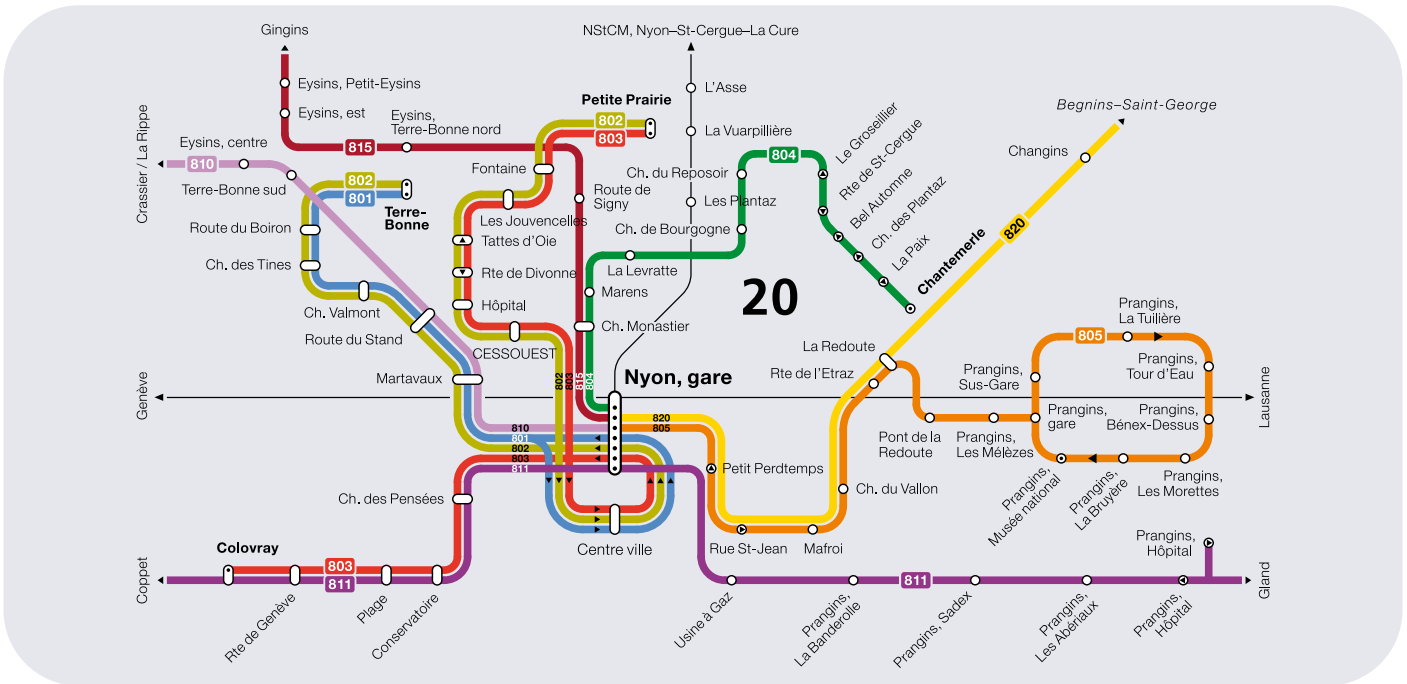 Gingins
NStCM, Nyon–St-Cergue–La Cure
Eysins, Petit-Eysins
L'Asse
Petite Prairie
802
803
Begnins–Saint-George
Eysins, est
Eysins,
Terre-Bonne nord
La Vuarpillière
Le Groseillier
Rte de St-Cergue
Bel Automne
Ch. des Plantaz
La Paix
Changins
Crassier / La Rippe
Eysins, centre
810
815
804
Fontaine
Ch. du Reposoir
Terre-Bonne sud
802
801
Terre-
Bonne
Route de
Signy
Les Plantaz
Route du Boiron
Les Jouvencelles
Ch. de Bourgogne
820
Chantemerle
Tattes d'Oie
Ch. des Tines
Rte de Divonne
La Levratte
20
Marens
Hôpital
Prangins,
La Tuilière
Ch. Valmont
Route du Stand
Ch. Monastier
805
CESSOUEST
La Redoute
Martavaux
802
803
815
804
Nyon, gare
Rte de l'Etraz
Prangins,
Sus-Gare
Prangins,
Tour d'Eau
Genève
Lausanne
810
801
802
803
811
820
805
Pont de la
Redoute
Prangins,
Les Mélèzes
Prangins,
gare
Prangins,
Bénex-Dessus
Petit Perdtemps
Ch. du Vallon
Prangins,
Musée national
Prangins,
La Bruyère
Prangins,
Les Morettes
Ch. des Pensées
Centre ville
Rue St-Jean
Mafroi
Prangins,
Hôpital
Colovray
803
811
811
Coppet
Gland
Rte de Genève
Plage
Conservatoire
Usine à Gaz
Prangins,
La Banderolle
Prangins, Sadex
Prangins,
Les Abériaux
Prangins,
Hôpital